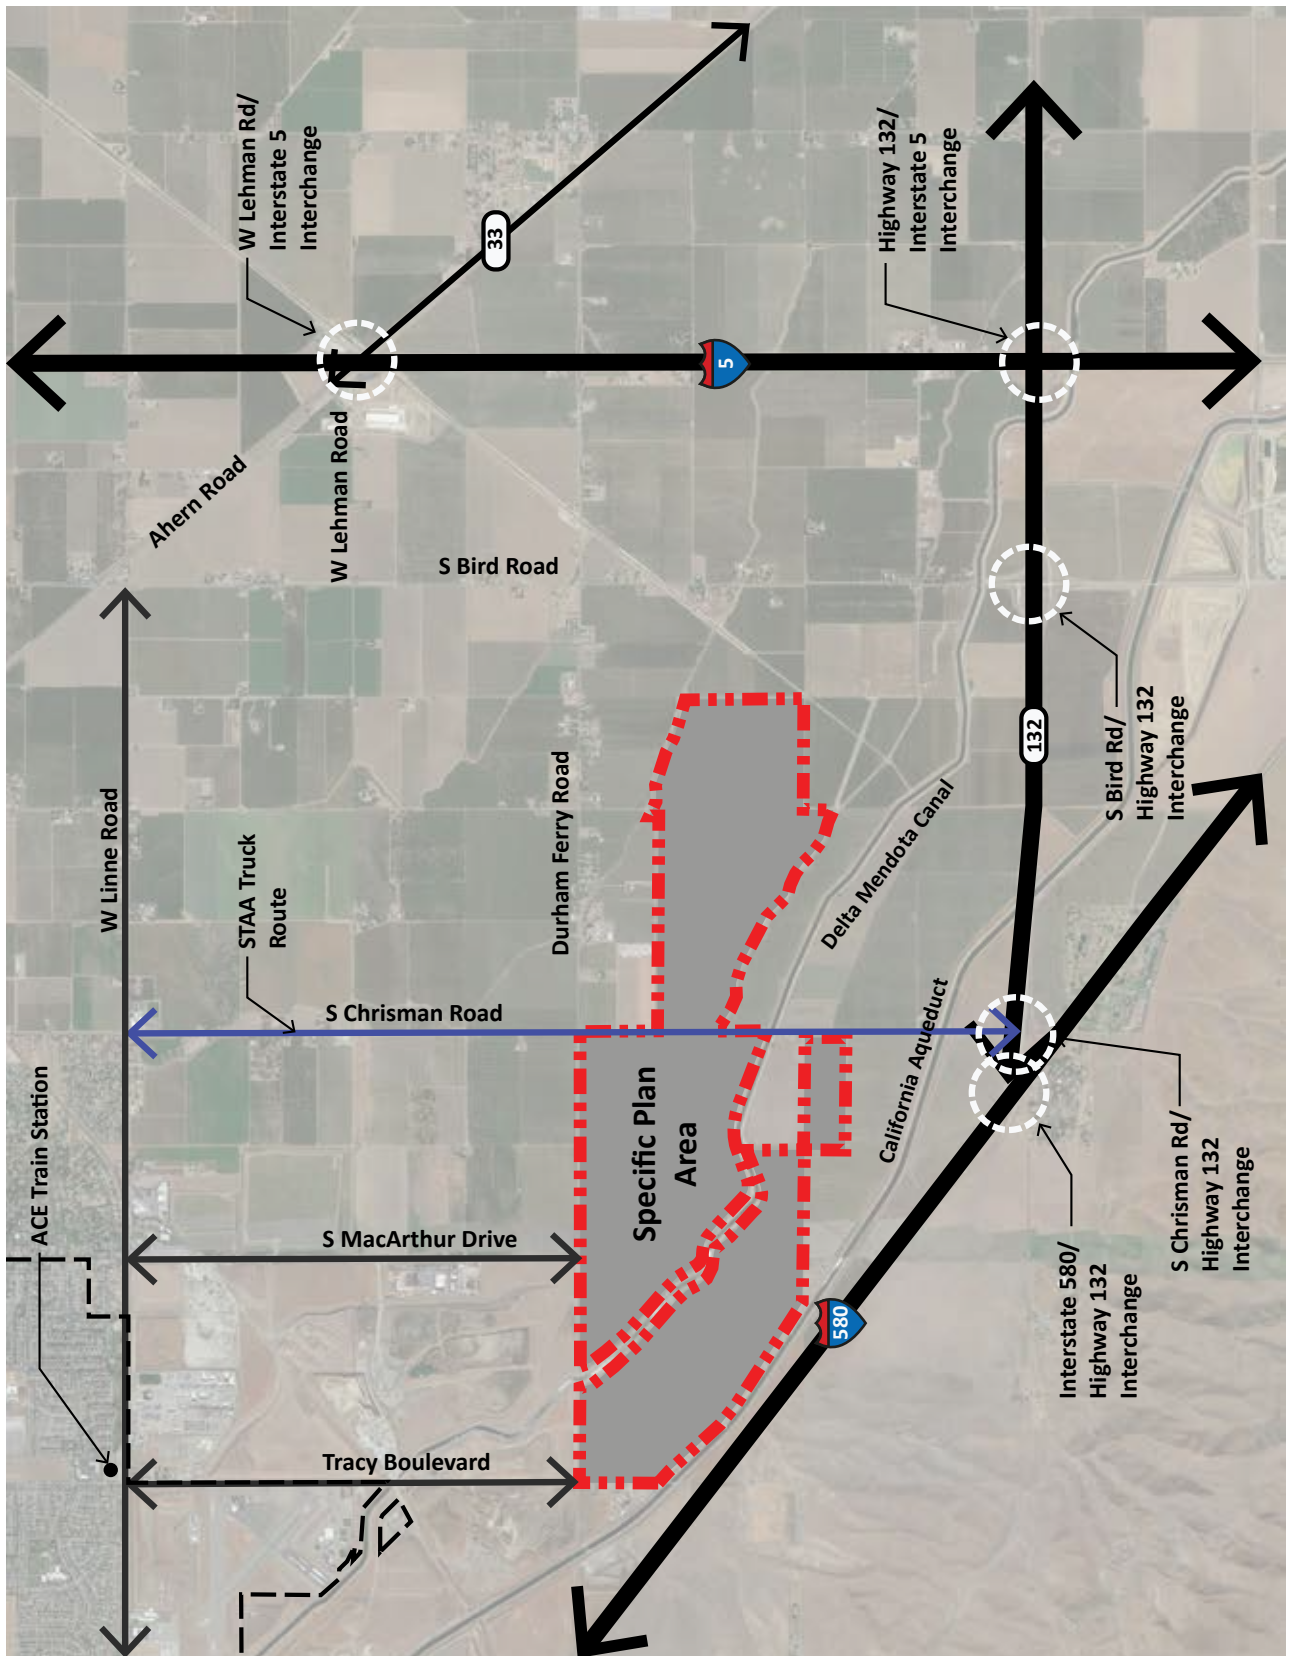 ACE Train Station
W Linne Road
Ahern Road
W Lehman Rd/
Interstate 5
Interchange
STAA Truck
Route
Tracy Boulevard
S MacArthur Drive
S Chrisman Road
W Lehman Road
S Bird Road
33
Durham Ferry Road
Specific Plan
Area
5
580
Delta Mendota Canal
California Aqueduct
Highway 132/
Interstate 5
Interchange
132
Interstate 580/
Highway 132
Interchange
S Chrisman Rd/
Highway 132
Interchange
S Bird Rd/
Highway 132
Interchange